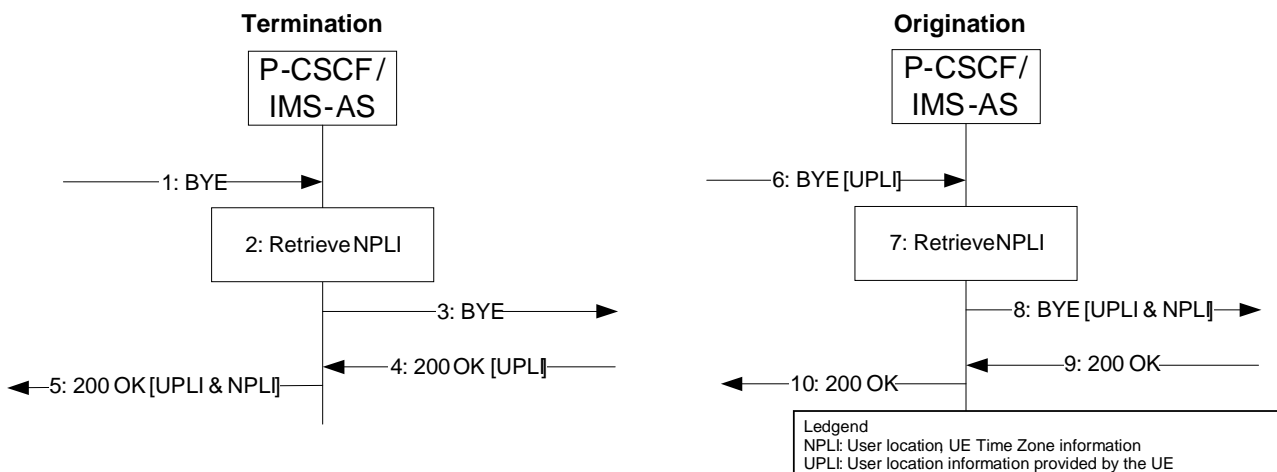 Termination
P-CSCF/
IMS-AS
1: BYE
2: Retrieve NPLI
3: BYE
4: 200 OK [UPLI]
5: 200 OK [UPLI & NPLI]
Origination
P-CSCF/
IMS-AS
6: BYE [UPLI]
7: Retrieve NPLI
8: BYE [UPLI & NPLI]
9: 200 OK
10: 200 OK
Ledgend
NPLI: User location, UE Time Zone information
UPLI: User location information provided by the UE